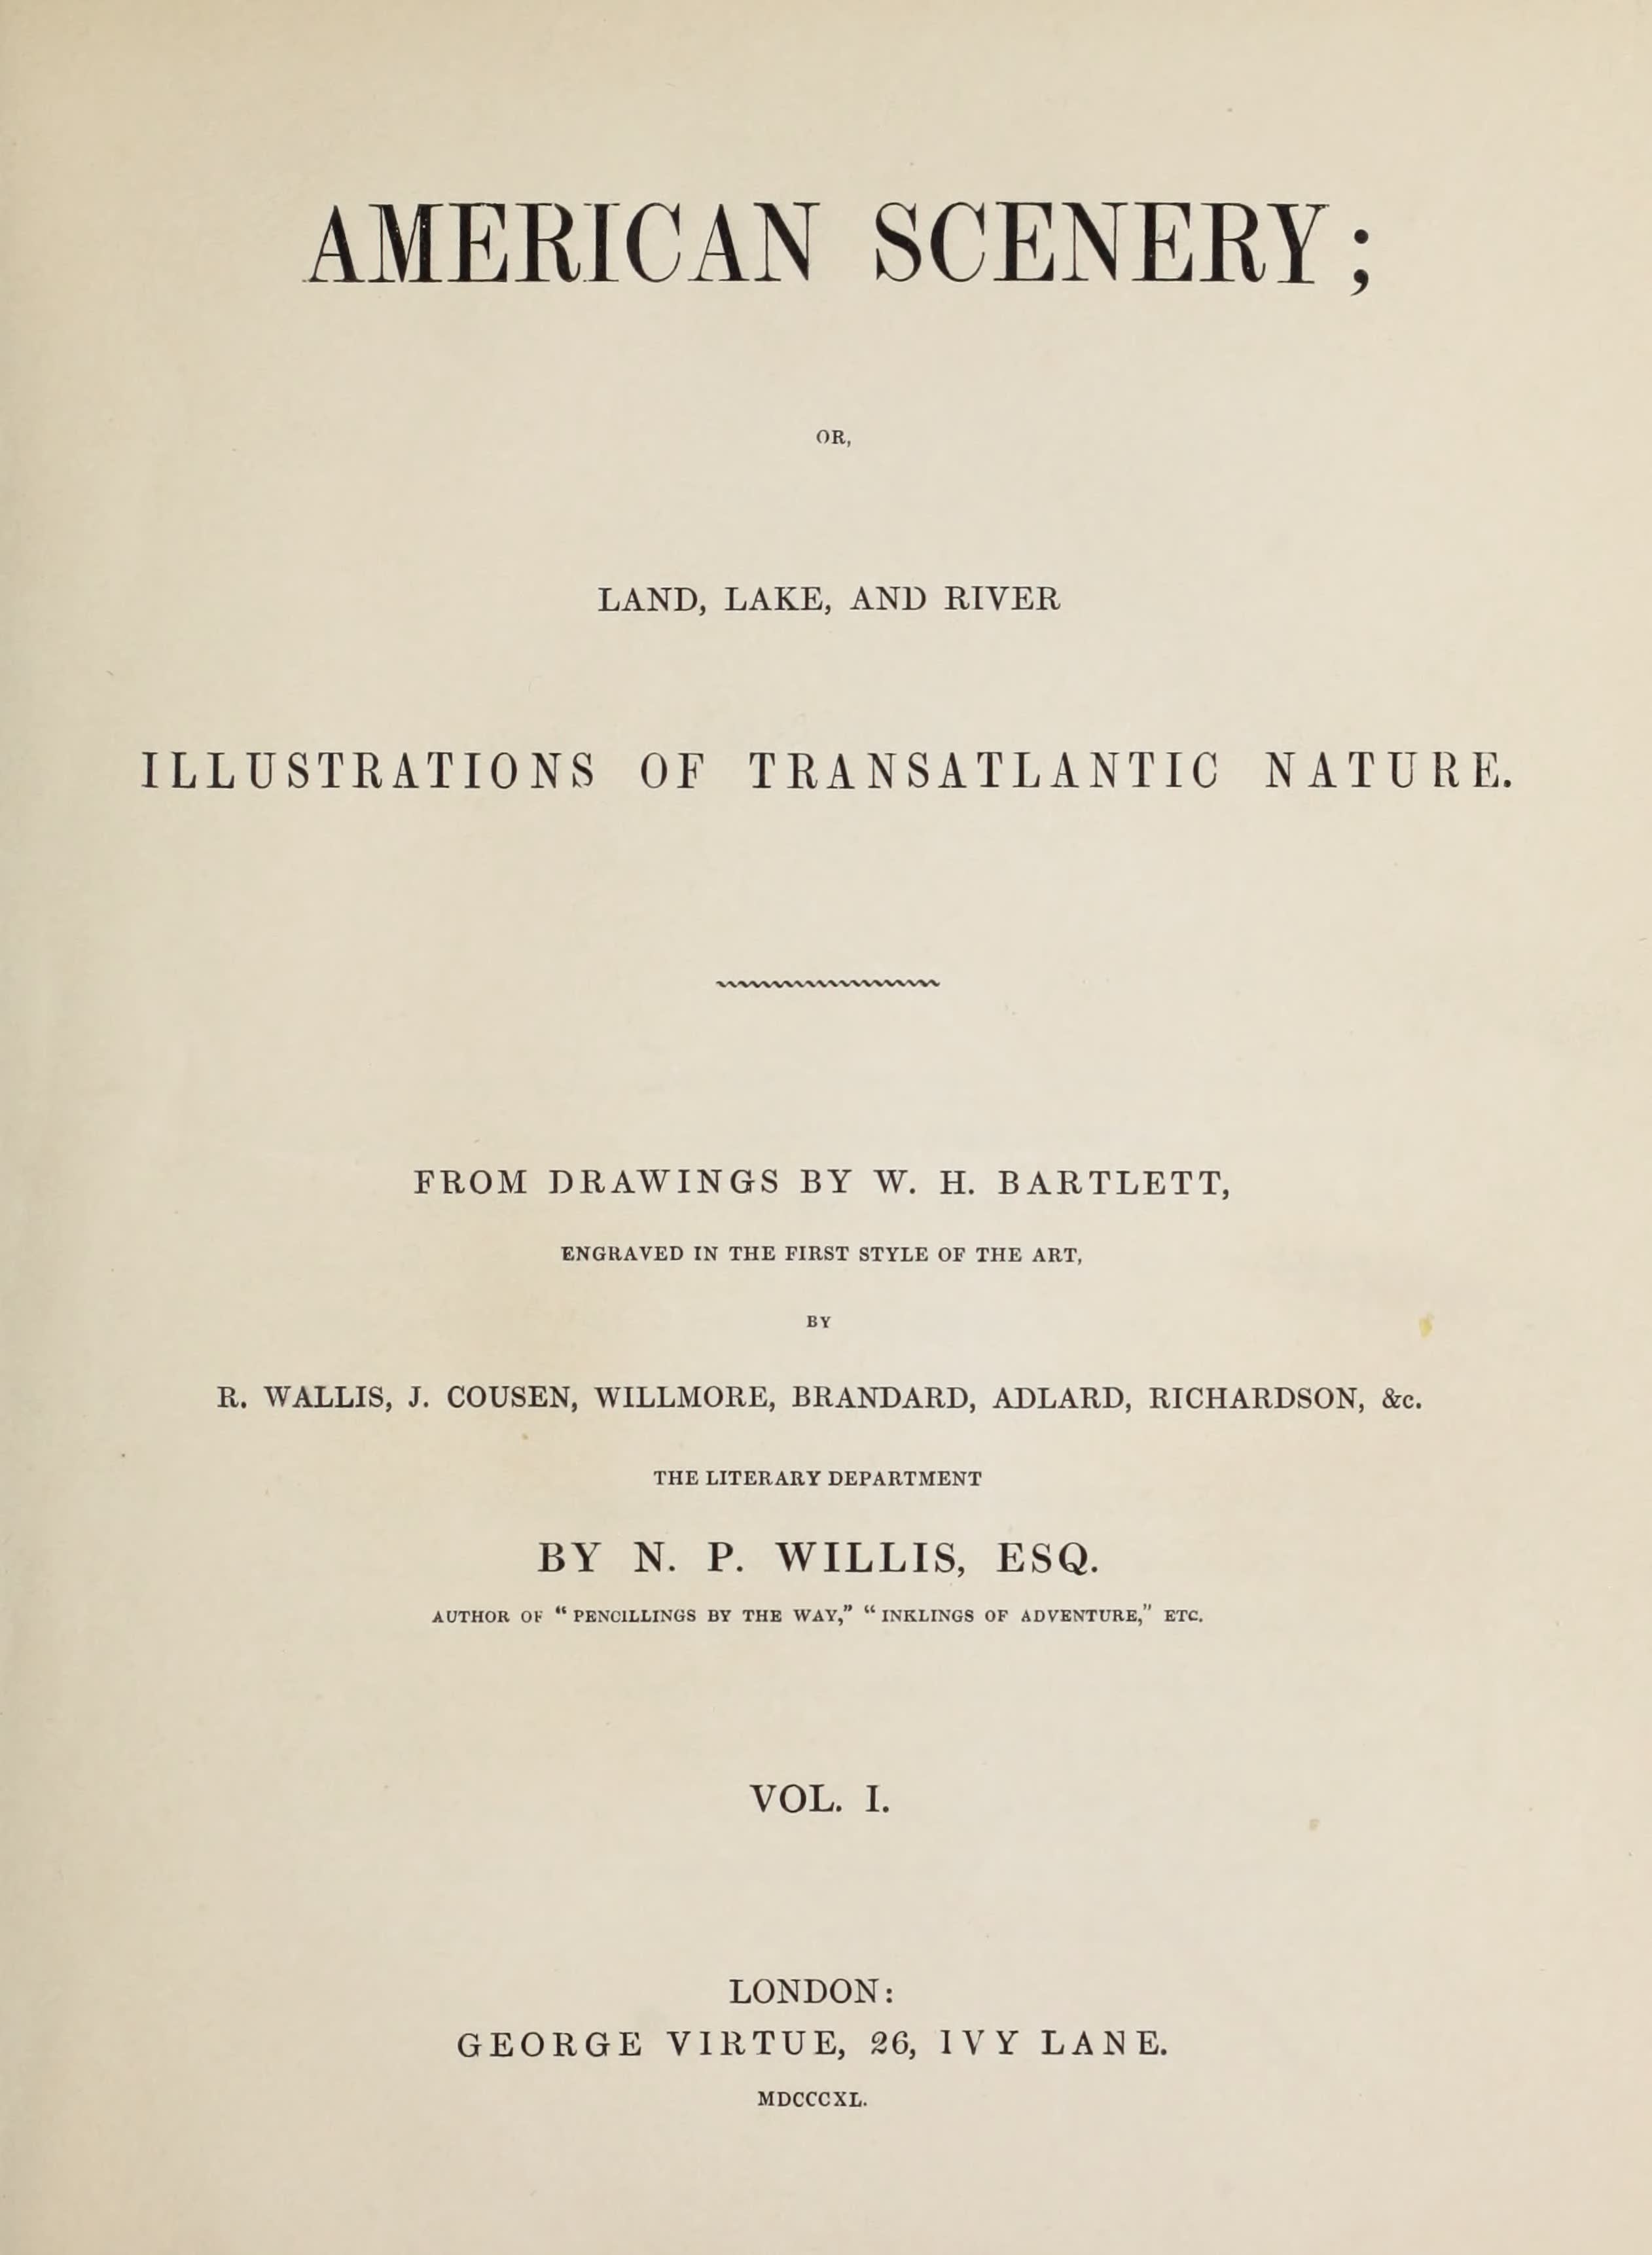 AMERICAN SCENERY;
OR,
LAND, LAKE, AND RIVER
ILLUSTRATIONS OF TRANSATLANTIC NATURE.
FROM DRAWINGS BY W. H. BARTLETT,
ENGRAVED IN THE FIRST STYLE OF THE ART,
BY
R. WALLIS, J. COUSEN, WILLMORE, BRANDARD, ADLARD, RICHARDSON, &c.
THE LITERARY DEPARTMENT
BY N. P. WILLIS, ESQ.
AUTHOR OF “PENCILLINGS BY THE WAY,” “INKLINGS OF ADVENTURE,” ETC.
VOL. I.
LONDON:
GEORGE VIRTUE, 26, IVY LANE.
MDCCCXL.